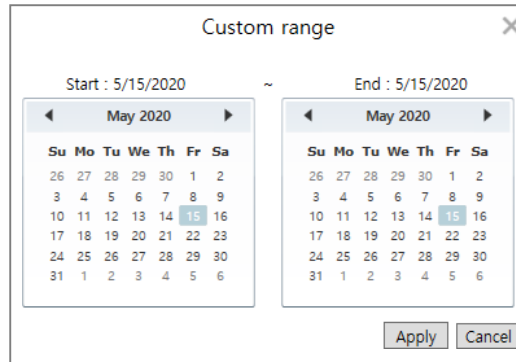 Custom range
Start : 5/15/2020 ~ End : 5/15/2020
May 2020 May 2020
Su Mo Tu We Th Fr Sa Su Mo Tu We Th Fr Sa
26 27 28 29 30 1 2 26 27 28 29 30 1 2
3 4 5 6 7 8 9 3 4 5 6 7 8 9
10 11 12 13 14 15 16 10 11 12 13 14 15 16
17 18 19 20 21 22 23 17 18 19 20 21 22 23
24 25 26 27 28 29 30 24 25 26 27 28 29 30
31 1 2 3 4 5 6 31 1 2 3 4 5 6
Apply Cancel